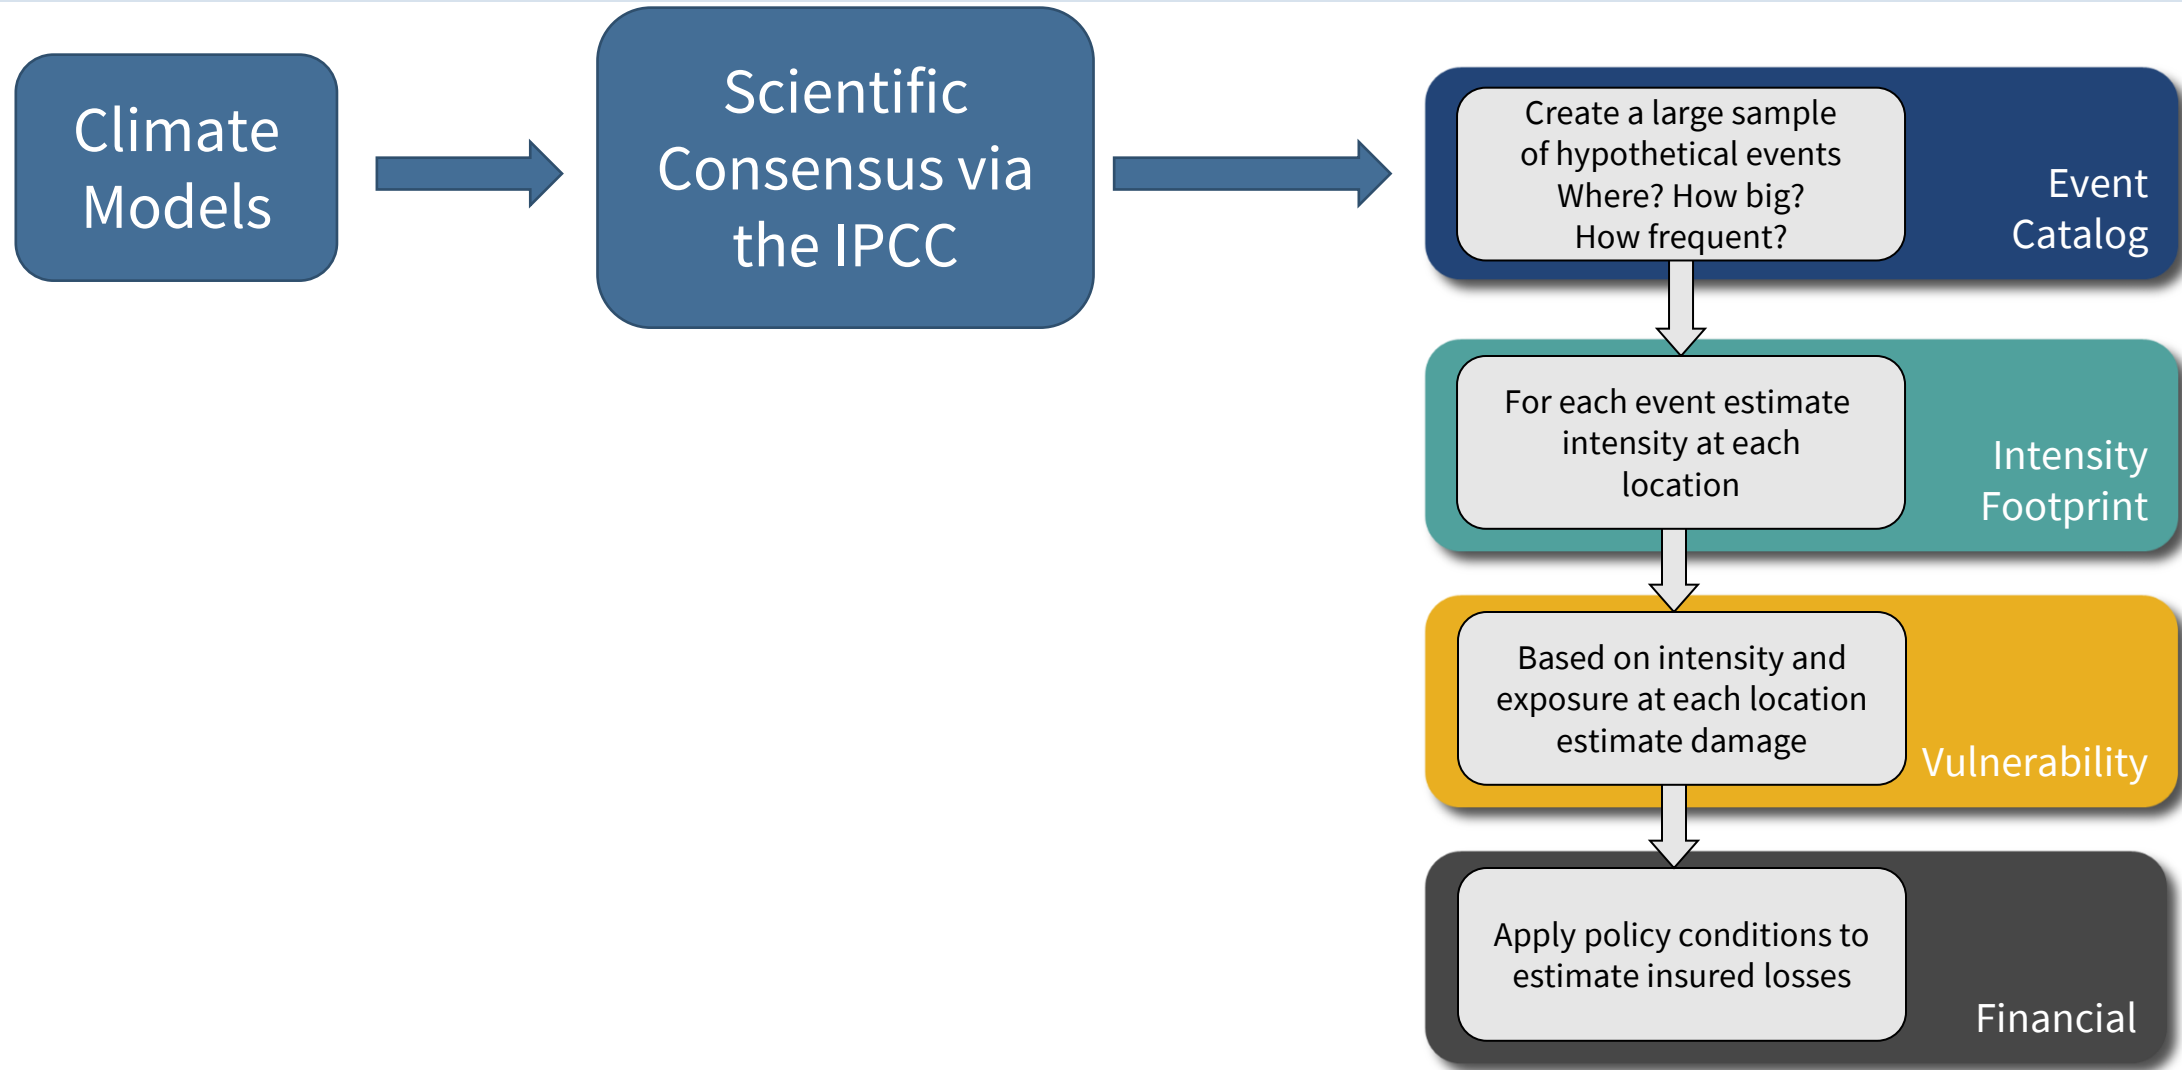 Climate
Models
Scientific
Consensus via
the IPCC
Create a large sample
of hypothetical events
Where? How big?
How frequent?
Event
Catalog
For each event estimate
intensity at each
location
Intensity
Footprint
Based on intensity and
exposure at each location
estimate damage
Vulnerability
Apply policy conditions to
estimate insured losses
Financial